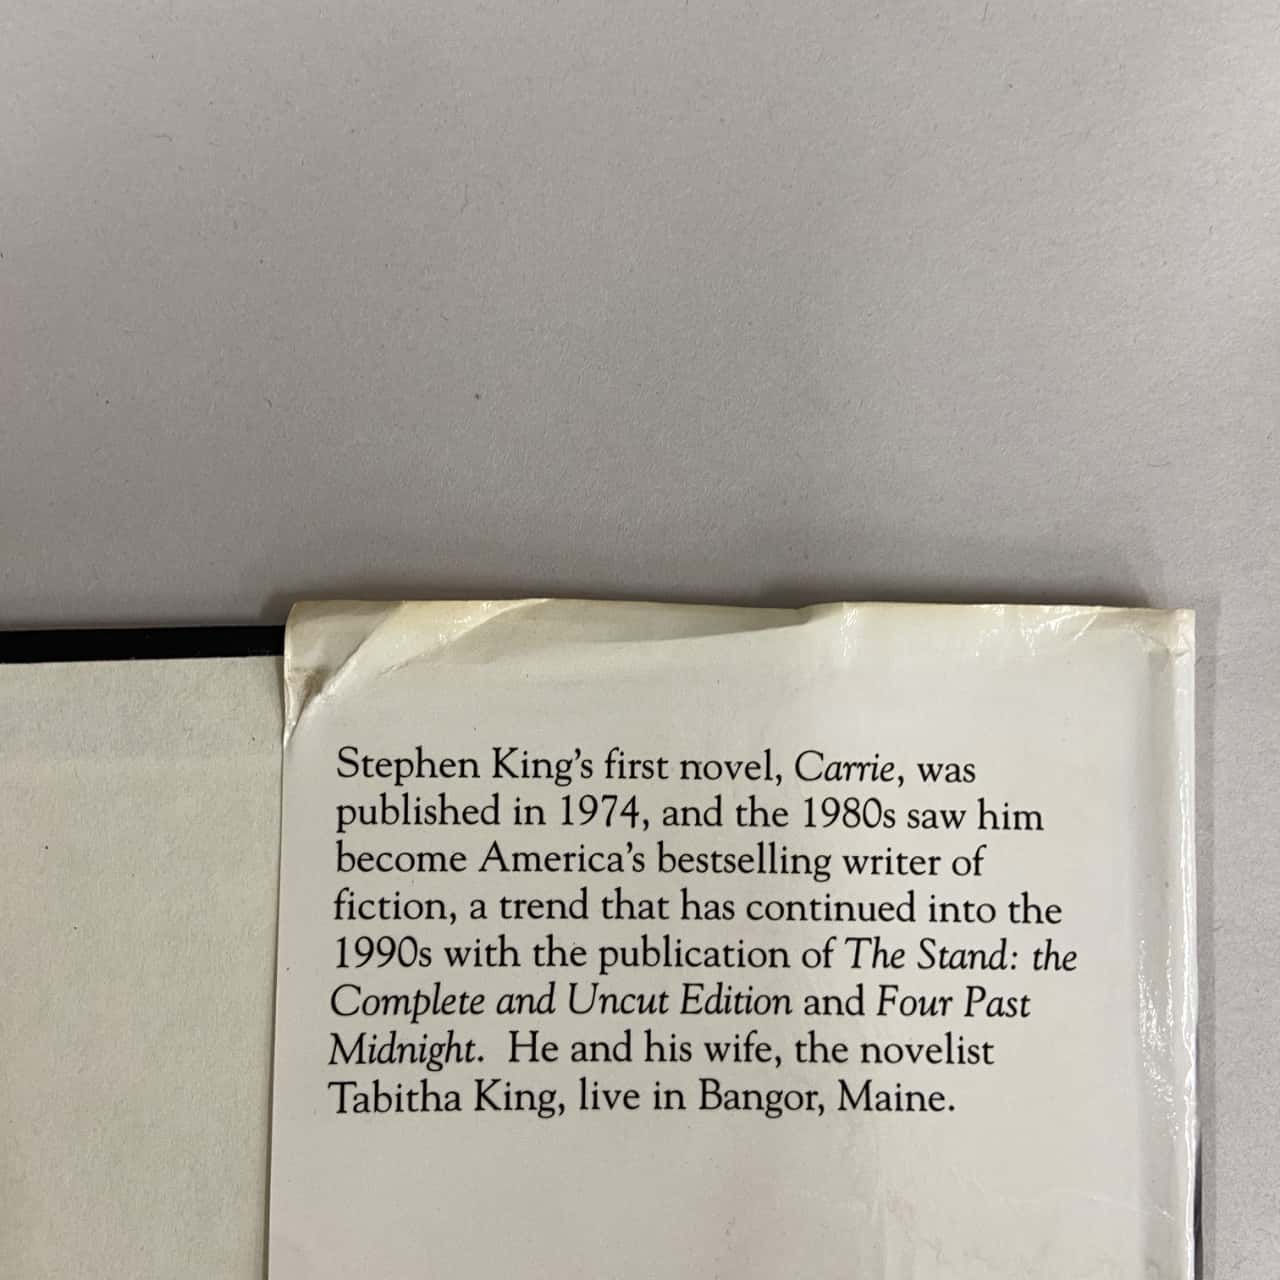 Stephen King’s first novel, Carrie, was
published in 1974, and the 1980s saw him
become America’s bestselling writer of
fiction, a trend that has continued into the
1990s with the publication of The Stand: the
Complete and Uncut Edition and Four Past
Midnight. He and his wife, the novelist
Tabitha King, live in Bangor, Maine.